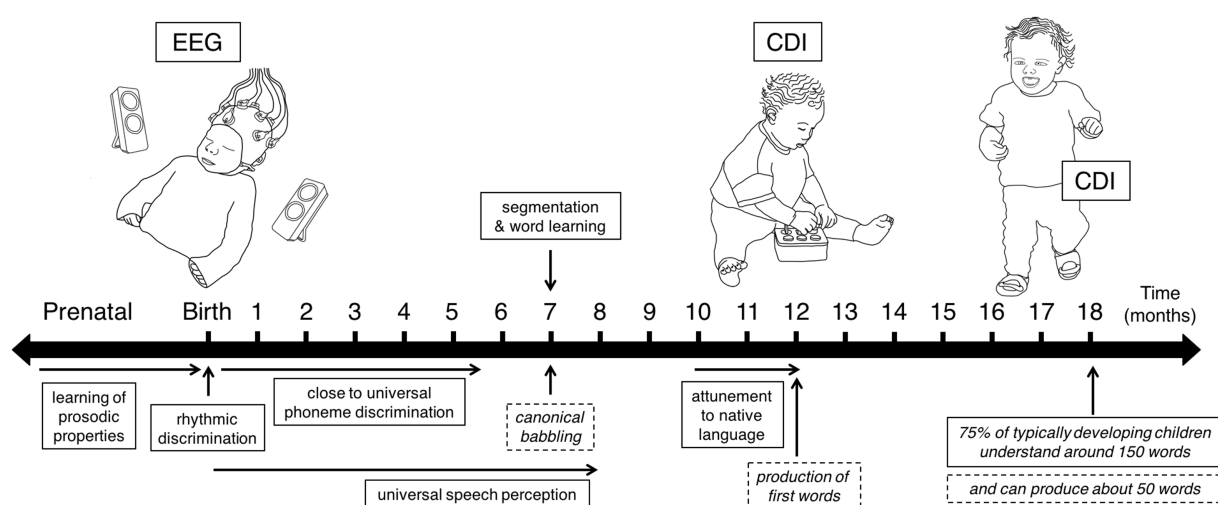 EEG
CDI
CDI
segmentation
& word learning
Prenatal Birth 1 2 3 4 5 6 7 8 9 10 11 12 13 14 15 16 17 18
Time
(months)
learning of
prosodic
properties
rhythmic
discrimination
close to universal
phoneme discrimination
universal speech perception
canonical
babbling
attunement
to native
language
production of
first words
75% of typically developing children
understand around 150 words
and can produce about 50 words